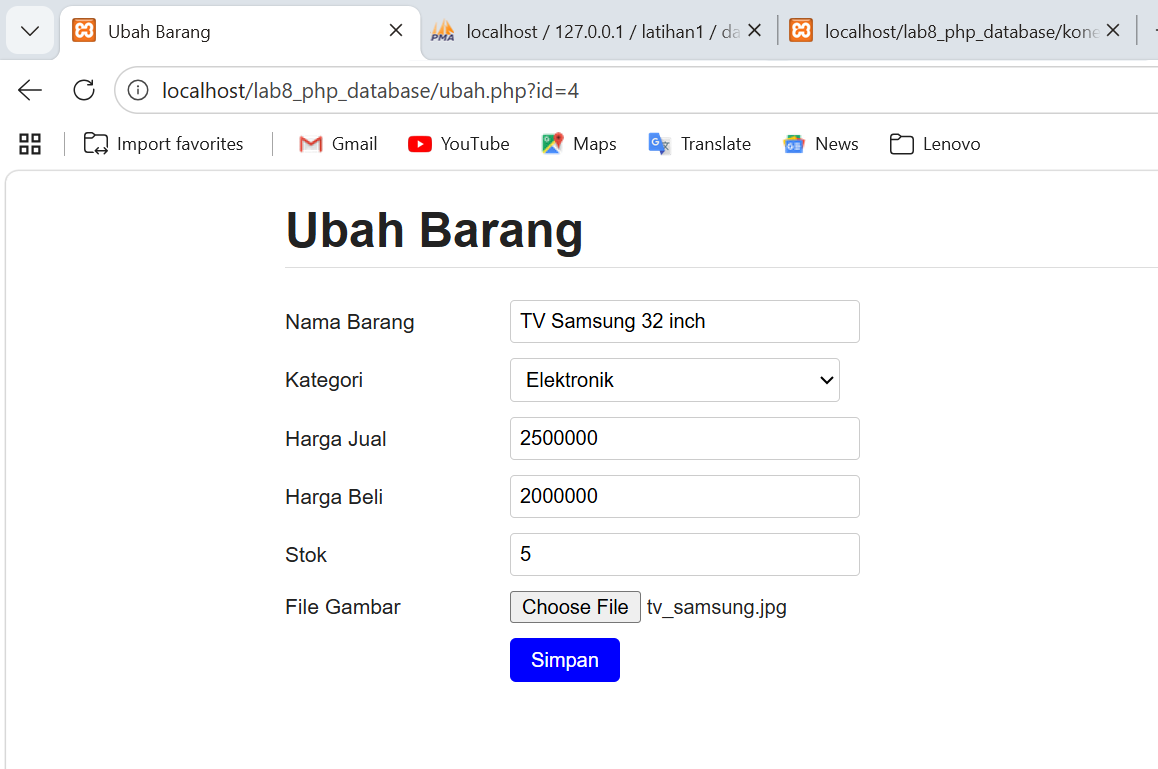 Ubah Barang
PMA localhost / 127.0.0.1 / latihan1 / da
localhost/lab8_php_database/kone
localhost/lab8_php_database/ubah.php?id=4
Import favorites Gmail YouTube Maps Translate News Lenovo
Ubah Barang
Nama Barang TV Samsung 32 inch
Kategori Elektronik
Harga Jual 2500000
Harga Beli 2000000
Stok 5
File Gambar Choose File tv_samsung.jpg
Simpan